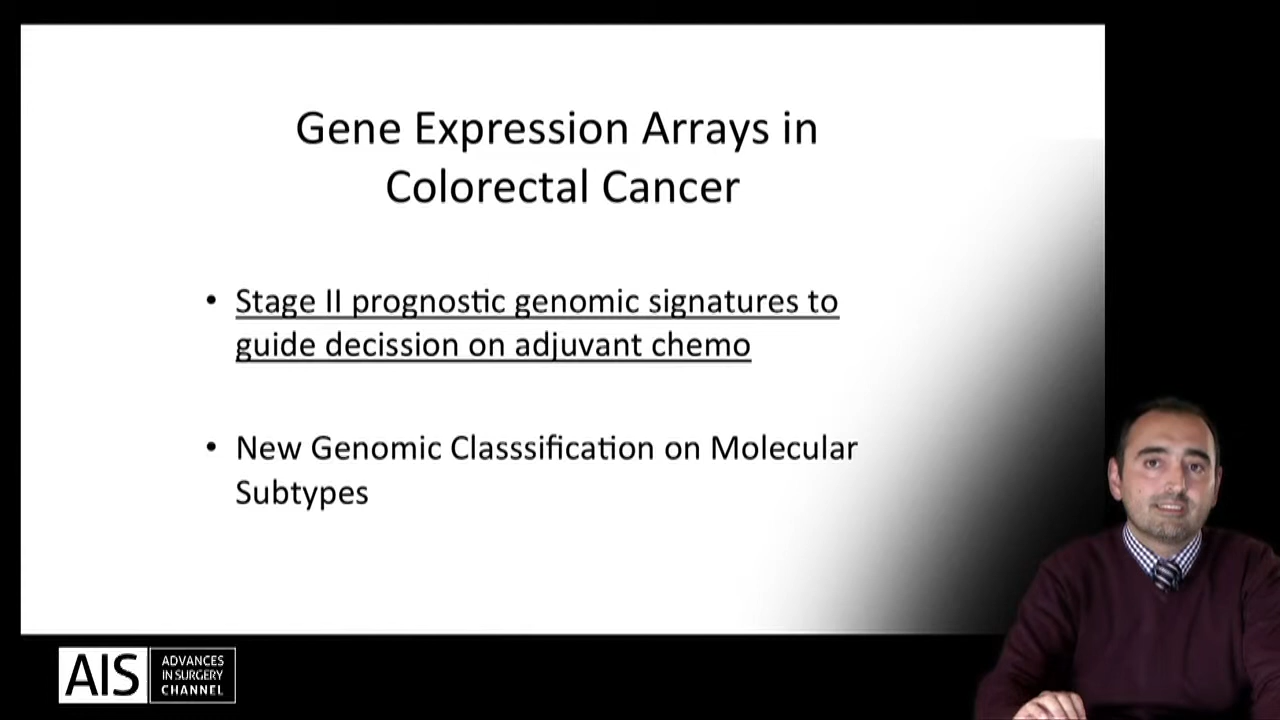 Gene Expression Arrays in
Colorectal Cancer
• Stage II prognostic genomic signatures to
guide decission on adjuvant chemo
• New Genomic Classsification on Molecular
Subtypes
AIS
ADVANCES
IN SURGERY
CHANNEL